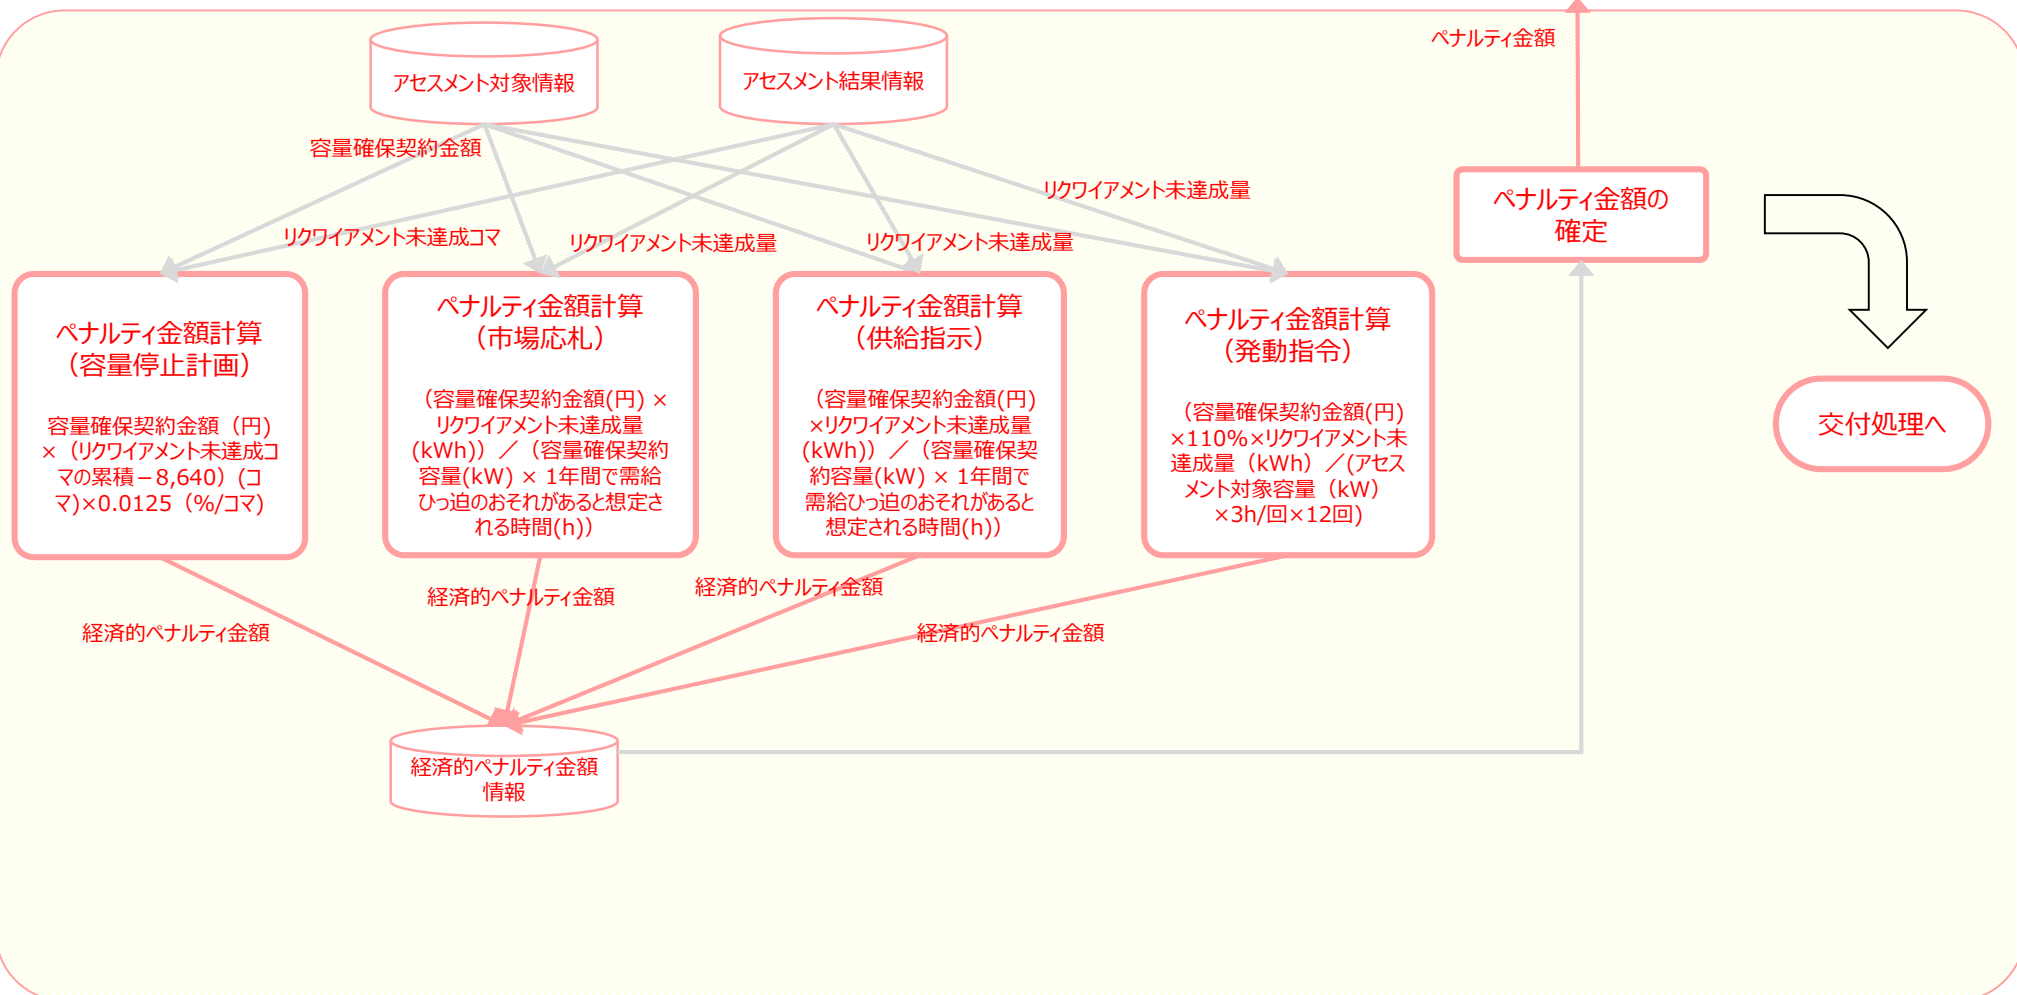 ペナルティ金額
アセスメント対象情報
アセスメント結果情報
容量確保契約金額
リクワイアメント未達成量
ペナルティ金額の
確定
リクワイアメント未達成コマ
リクワイアメント未達成量
リクワイアメント未達成量
ペナルティ金額計算
（容量停止計画）
容量確保契約金額（円）
×（リクワイアメント未達成コ
マの累積－8,640）(コ
マ)×0.0125（%/コマ)
ペナルティ金額計算
（市場応札）
（容量確保契約金額(円) ×
リクワイアメント未達成量
(kWh)）／（容量確保契約
容量(kW) × 1年間で需給
ひっ迫のおそれがあると想定さ
れる時間(h)）
ペナルティ金額計算
（供給指示）
（容量確保契約金額(円)
×リクワイアメント未達成量
(kWh)）／（容量確保契
約容量(kW) × 1年間で
需給ひっ迫のおそれがあると
想定される時間(h)）
ペナルティ金額計算
（発動指令）
（容量確保契約金額(円)
×110%×リクワイアメント未
達成量（kWh）／(アセス
メント対象容量（kW）
×3h/回×12回)
交付処理へ
経済的ペナルティ金額
経済的ペナルティ金額
経済的ペナルティ金額
経済的ペナルティ金額
経済的ペナルティ金額
情報